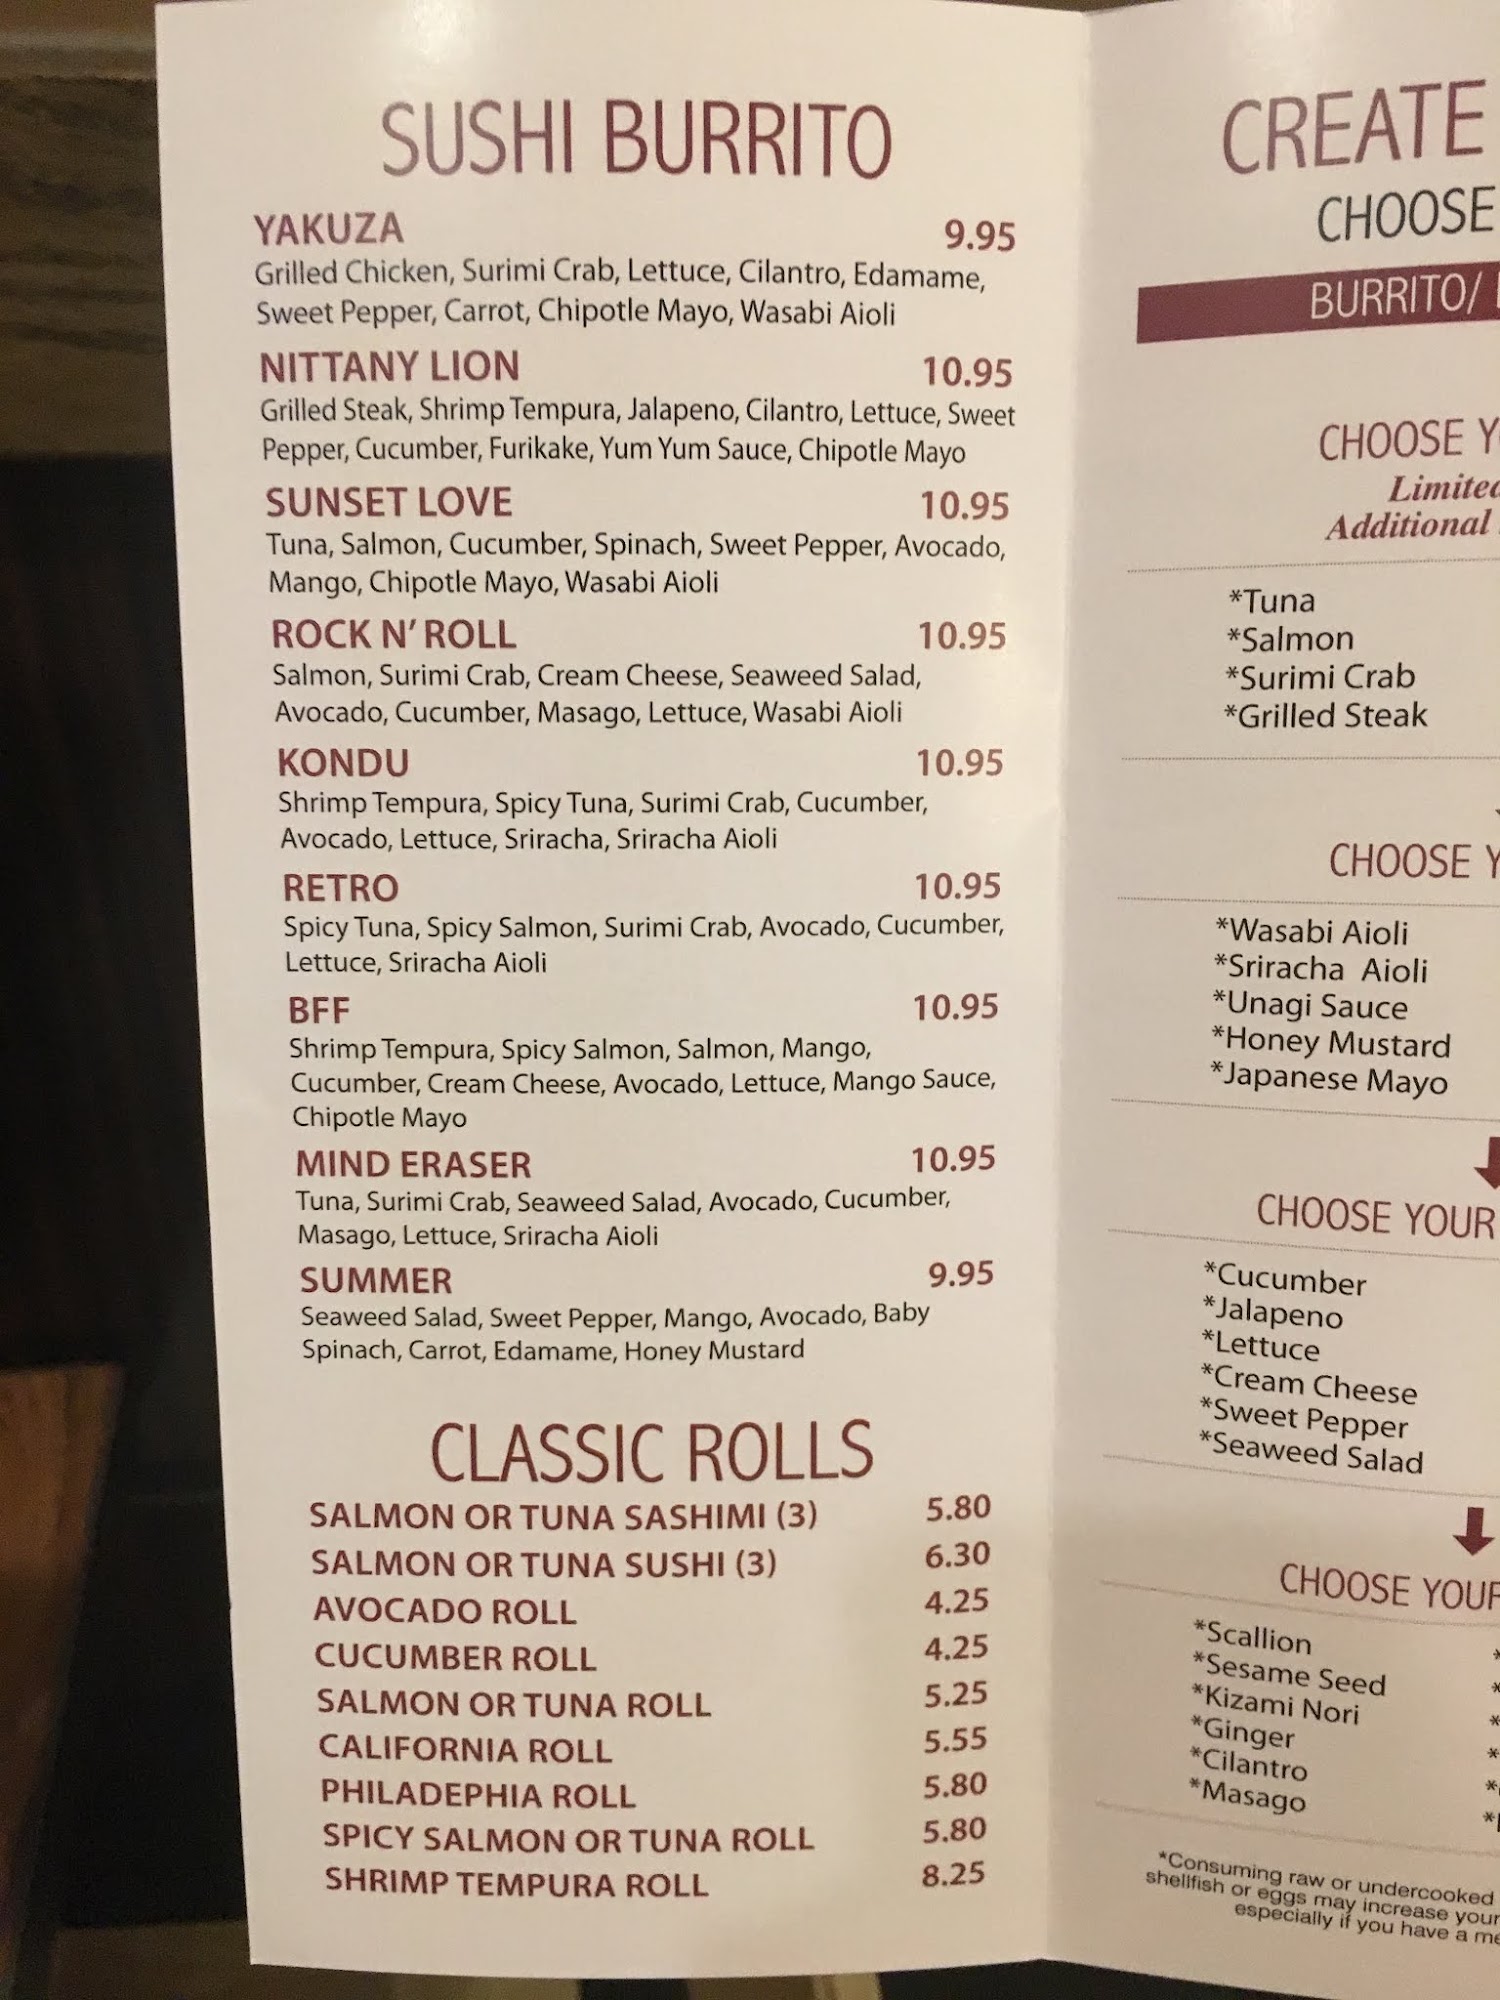 SUSHI BURRITO
YAKUZA 9.95
Grilled Chicken, Surimi Crab, Lettuce, Cilantro, Edamame,
Sweet Pepper, Carrot, Chipotle Mayo, Wasabi Aioli
NITTANY LION 10.95
Grilled Steak, Shrimp Tempura, Jalapeno, Cilantro, Lettuce, Sweet
Pepper, Cucumber, Furikake, Yum Yum Sauce, Chipotle Mayo
SUNSET LOVE 10.95
Tuna, Salmon, Cucumber, Spinach, Sweet Pepper, Avocado,
Mango, Chipotle Mayo, Wasabi Aioli
ROCK N' ROLL 10.95
Salmon, Surimi Crab, Cream Cheese, Seaweed Salad,
Avocado, Cucumber, Masago, Lettuce, Wasabi Aioli
KONDU 10.95
Shrimp Tempura, Spicy Tuna, Surimi Crab, Cucumber,
Avocado, Lettuce, Sriracha, Sriracha Aioli
RETRO 10.95
Spicy Tuna, Spicy Salmon, Surimi Crab, Avocado, Cucumber,
Lettuce, Sriracha Aioli
BFF 10.95
Shrimp Tempura, Spicy Salmon, Salmon, Mango,
Cucumber, Cream Cheese, Avocado, Lettuce, Mango Sauce,
Chipotle Mayo
MIND ERASER 10.95
Tuna, Surimi Crab, Seaweed Salad, Avocado, Cucumber,
Masago, Lettuce, Sriracha Aioli
SUMMER 9.95
Seaweed Salad, Sweet Pepper, Mango, Avocado, Baby
Spinach, Carrot, Edamame, Honey Mustard
CLASSIC ROLLS
SALMON OR TUNA SASHIMI (3) 5.80
SALMON OR TUNA SUSHI (3) 6.30
AVOCADO ROLL 4.25
CUCUMBER ROLL 4.25
SALMON OR TUNA ROLL 5.25
CALIFORNIA ROLL 5.55
PHILADEPHIA ROLL 5.80
SPICY SALMON OR TUNA ROLL 5.80
SHRIMP TEMPURA ROLL 8.25
CREATE
CHOOSE
BURRITO/
CHOOSE
Limited
Additional
*Tuna
*Salmon
*Surimi Crab
*Grilled Steak
CHOOSE
*Wasabi Aioli
*Sriracha Aioli
*Unagi Sauce
*Honey Mustard
*Japanese Mayo
CHOOSE YOUR
*Cucumber
*Jalapeno
*Lettuce
*Cream Cheese
*Sweet Pepper
*Seaweed Salad
CHOOSE YOUR
*Scallion
*Sesame Seed
*Kizami Nori
*Ginger
*Cilantro
*Masago
*Consuming raw or undercooked
shellfish or eggs may increase your
especially if you have a